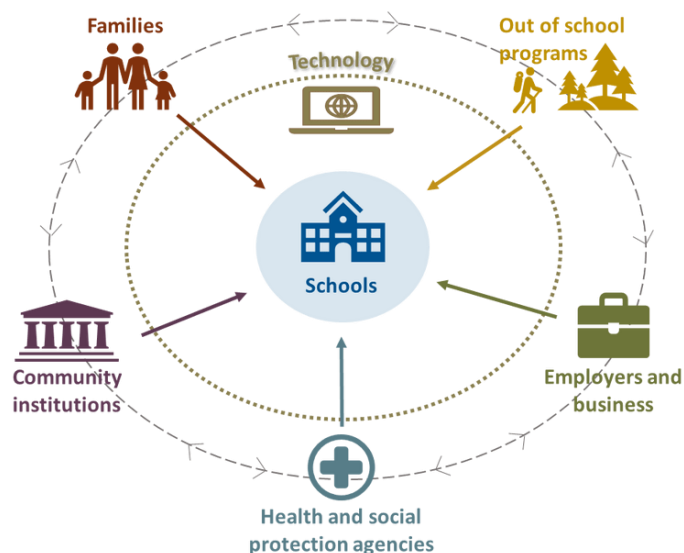 Families
Out of school
programs
Technology
Schools
Community
institutions
Employers and
business
Health and social
protection agencies